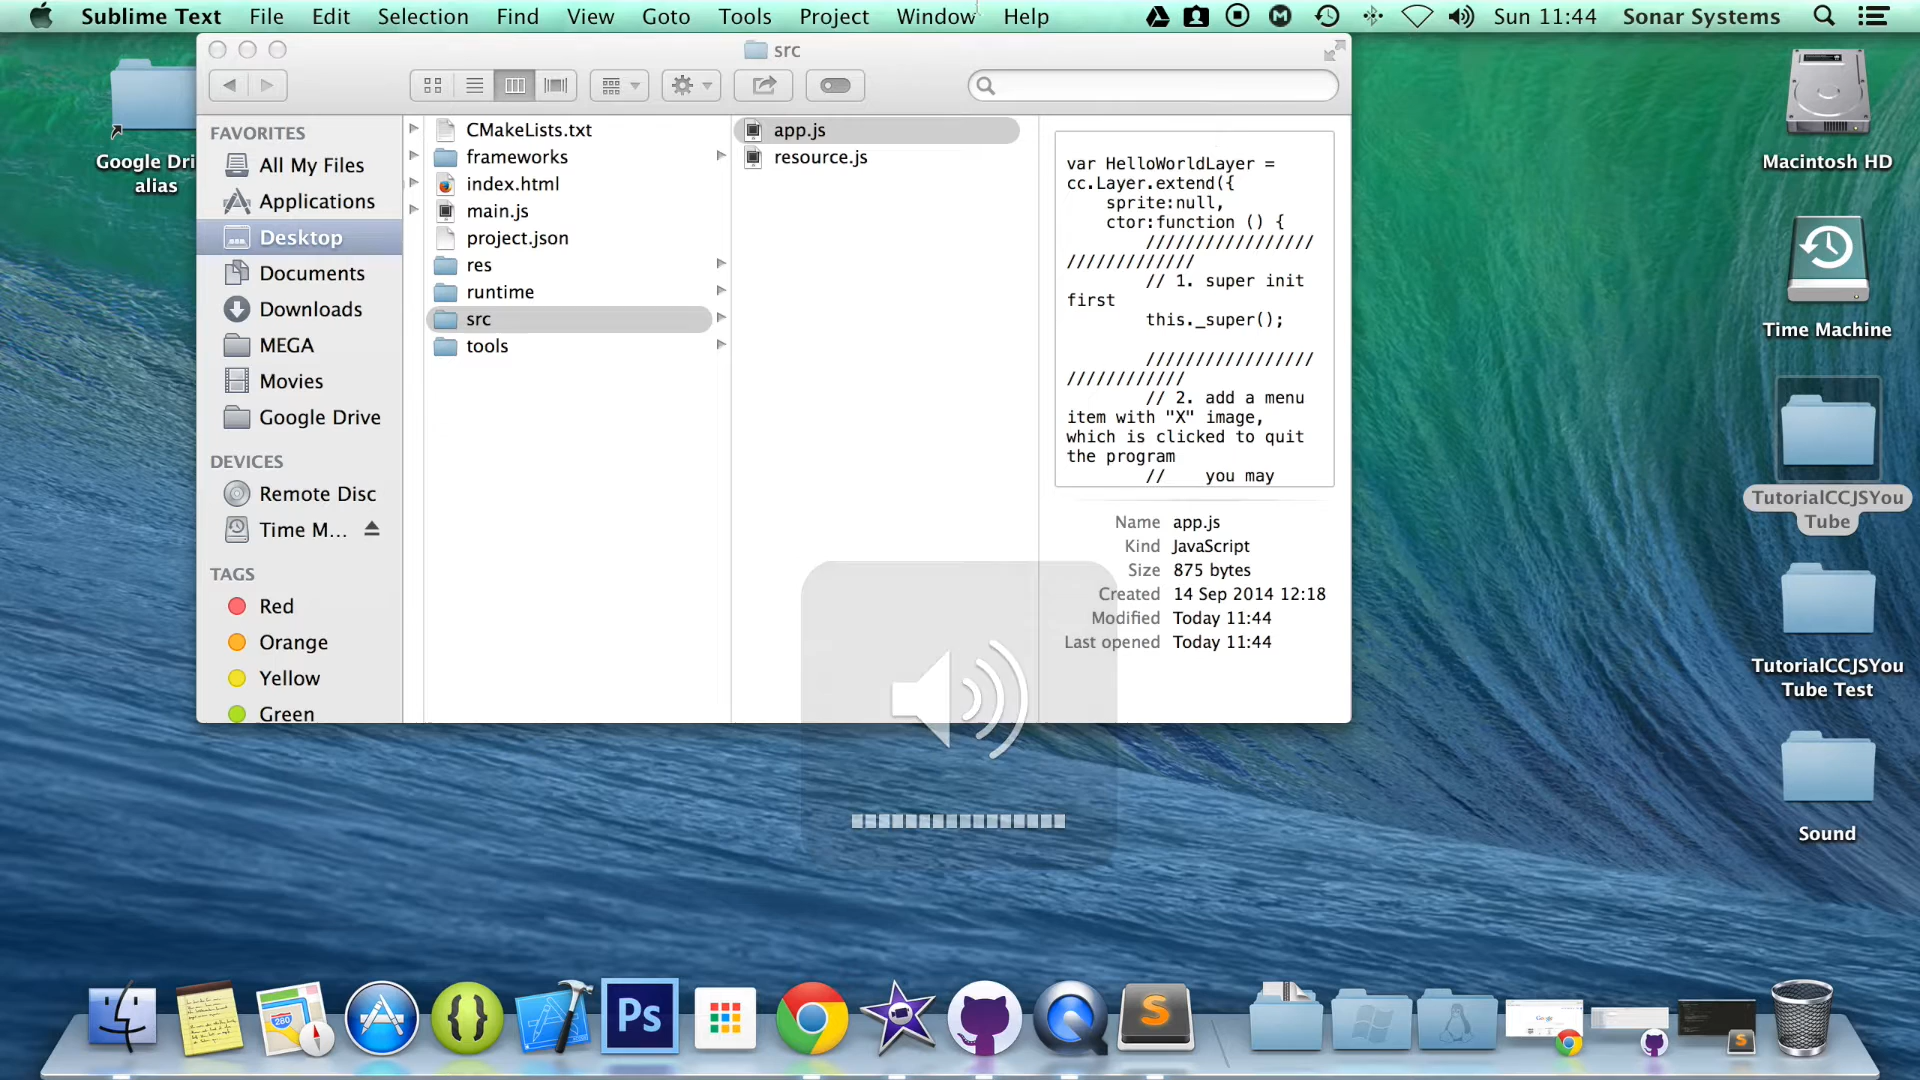 Sublime Text File Edit Selection Find View Goto Tools Project Window Help Sun 11:44 Sonar Systems
src
Google Dri
alias
FAVORITES
All My Files
Applications
Desktop
Documents
Downloads
MEGA
Movies
Google Drive
DEVICES
Remote Disc
Time M...
TAGS
Red
Orange
Yellow
Green
CMakeLists.txt
frameworks
index.html
main.js
project.json
res
runtime
src
tools
app.js
resource.js
var HelloWorldLayer =
cc.Layer.extend({
sprite:null,
ctor:function () {
/////////////////
/////////////
// 1. super init
first
this._super();
/////////////////
////////////
// 2. add a menu
item with "X" image,
which is clicked to quit
the program
// you may
Name app.js
Kind JavaScript
Size 875 bytes
Created 14 Sep 2014 12:18
Modified Today 11:44
Last opened Today 11:44
Macintosh HD
Time Machine
TutorialCCJSYou
Tube
TutorialCCJSYou
Tube Test
Sound
280
Ps